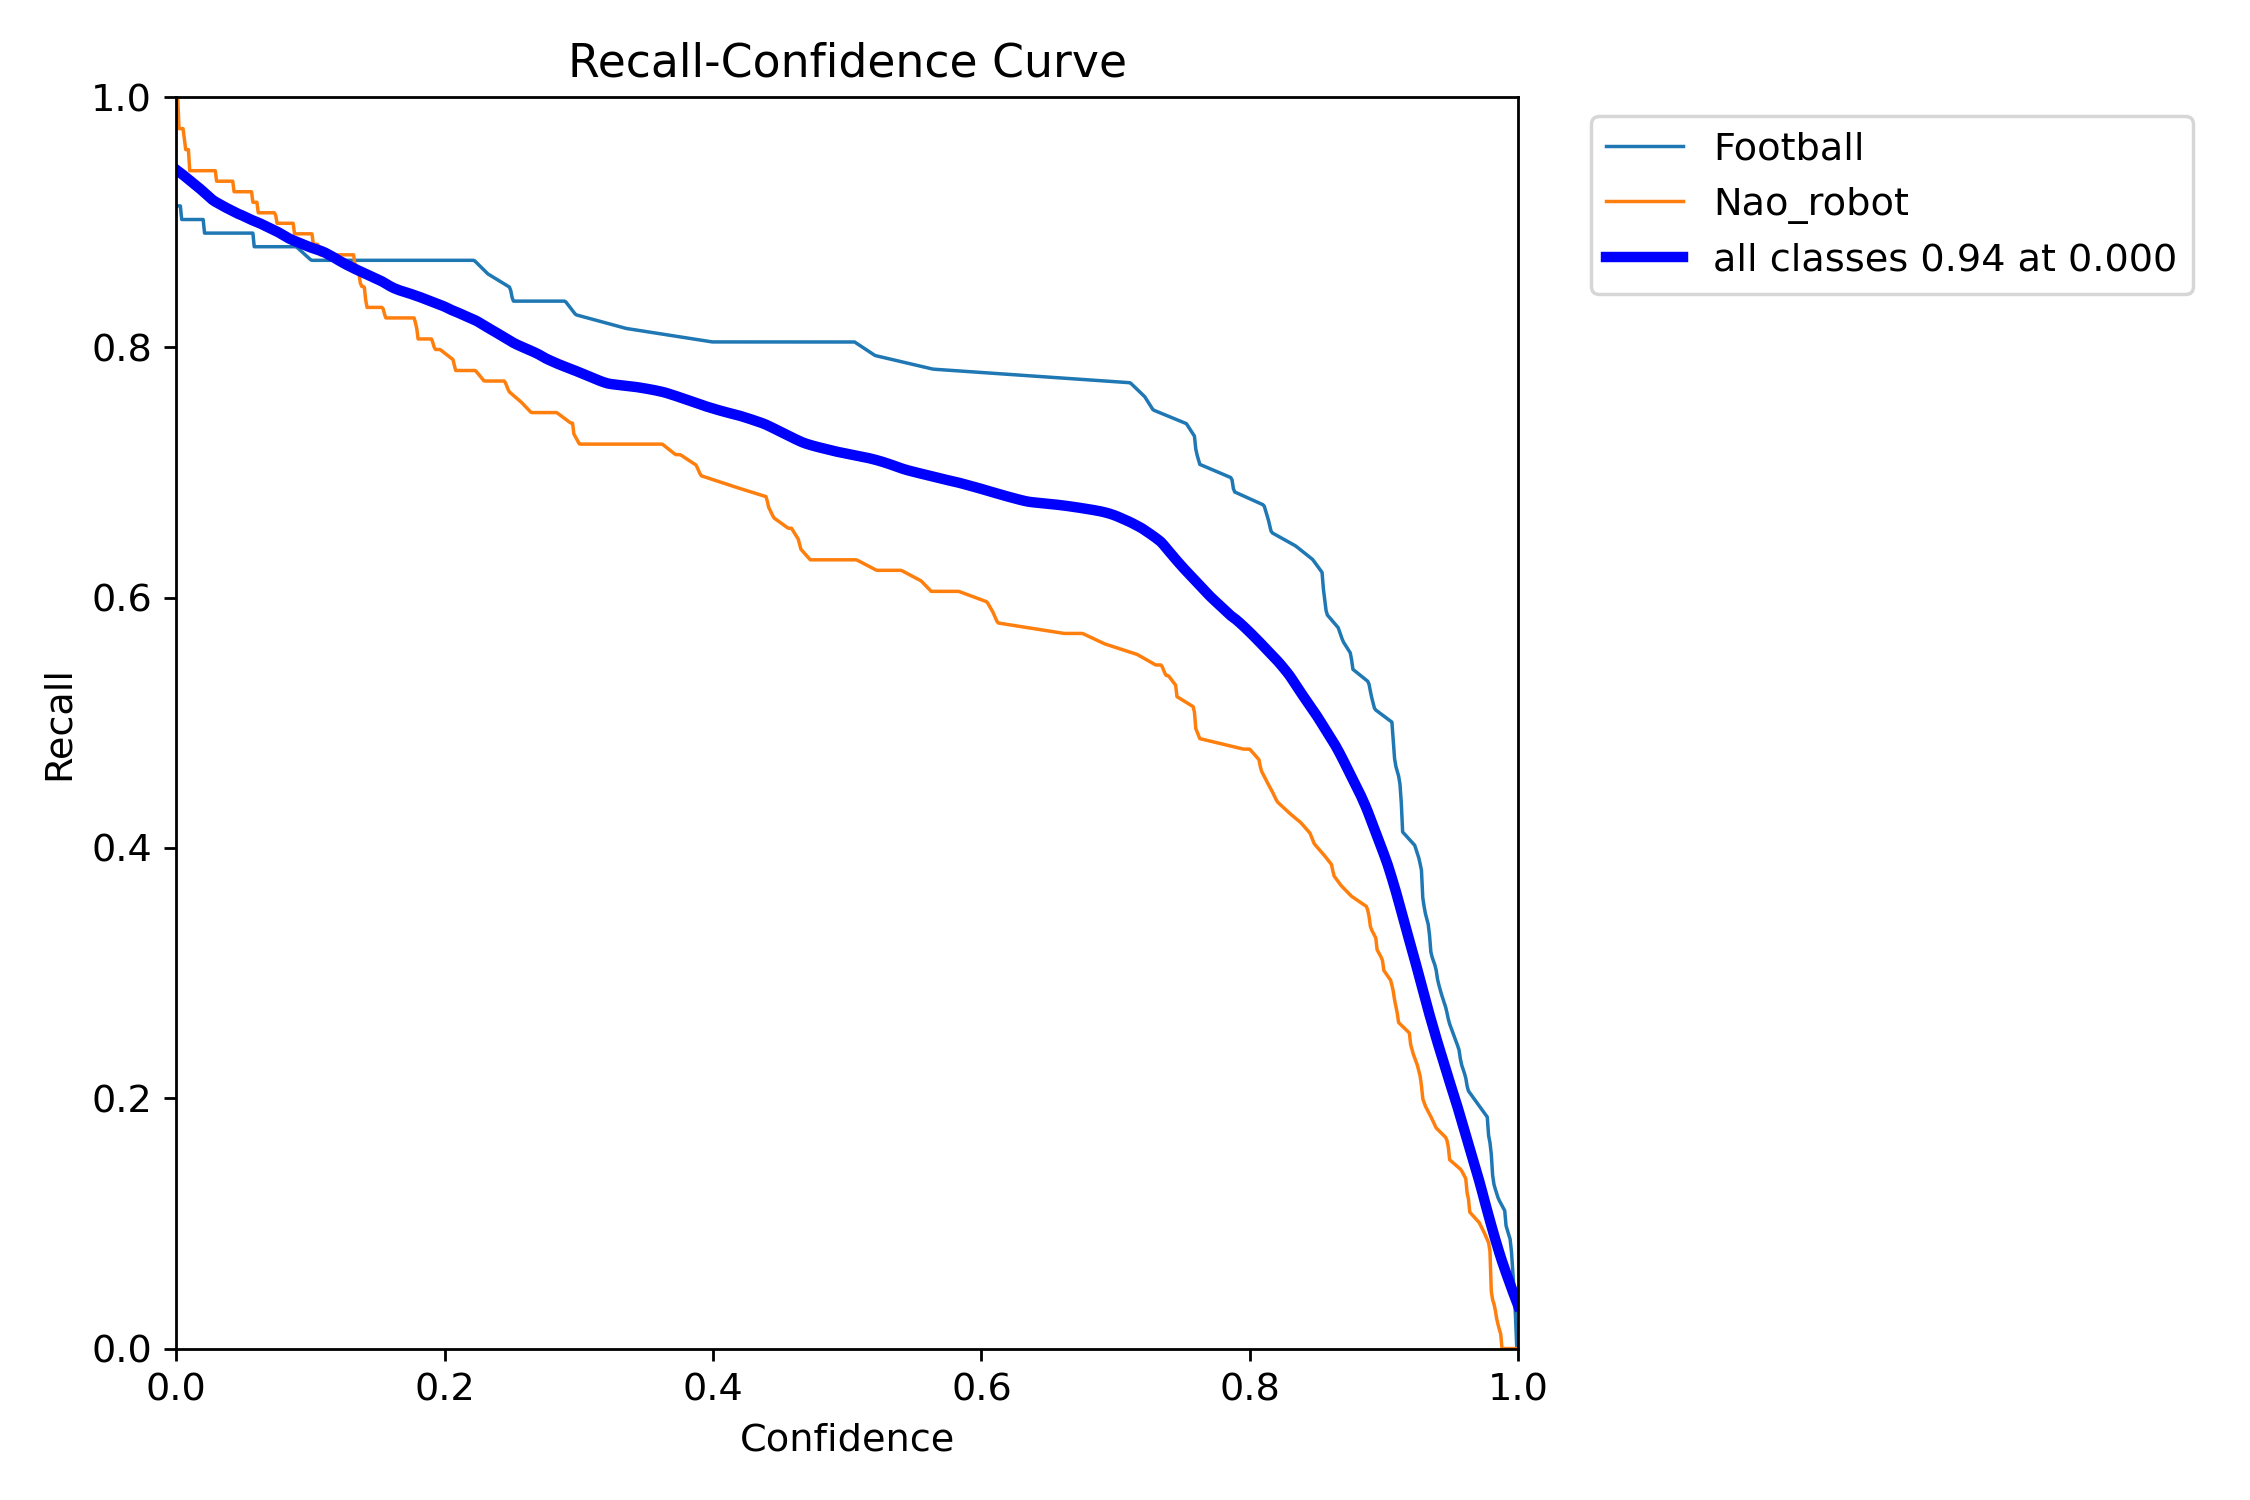 Recall-Confidence Curve
1.0
0.8
0.6
0.4
0.2
0.0
Recall
0.0 0.2 0.4 0.6 0.8 1.0
Confidence
Football
Nao_robot
all classes 0.94 at 0.000